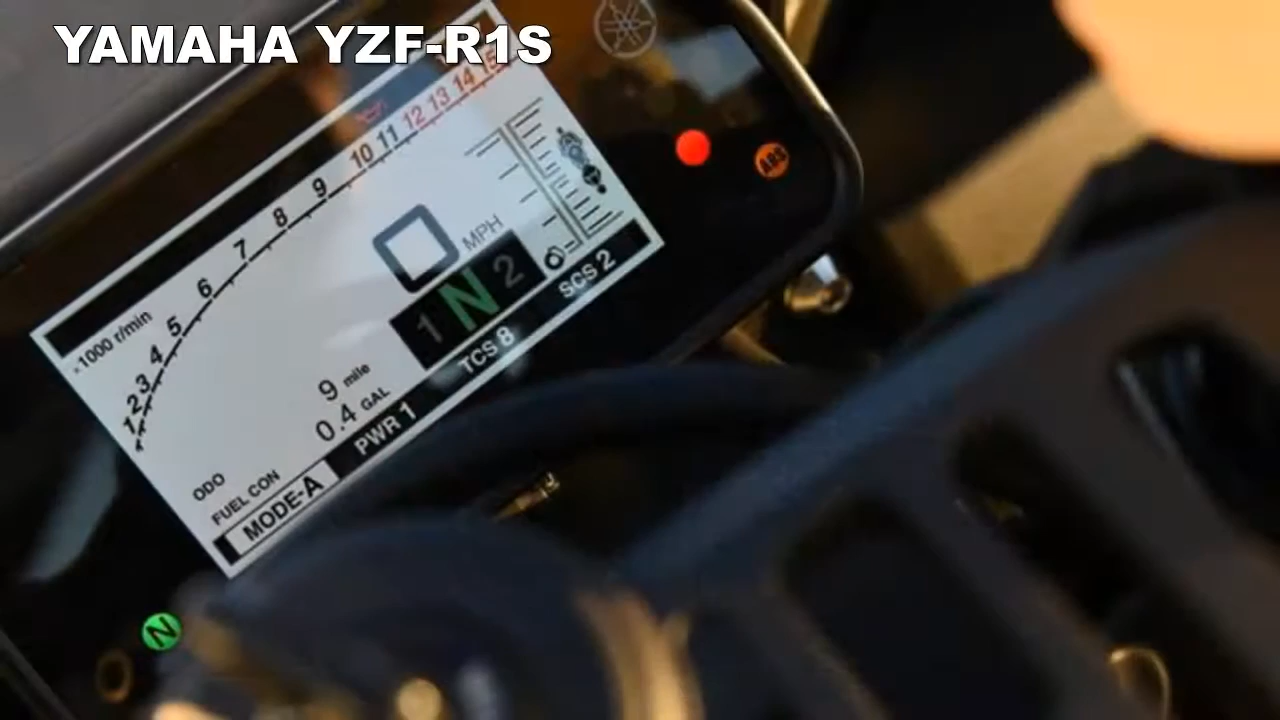 YAMAHA YZF-R1S
×1000 r/min
1 2 3 4 5 6 7 8 9 10 11 12 13 14 15
0 MPH
1 N 2
ODO 9 mile
FUEL CON 0.4 GAL
MODE-A PWR 1 TCS 8 SCS 2
ABS
N